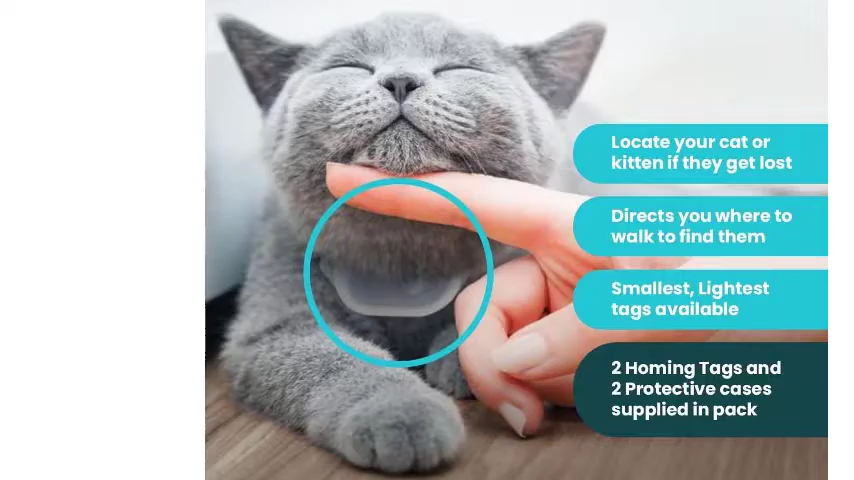 Locate your cat or
kitten if they get lost
Directs you where to
walk to find them
Smallest, Lightest
tags available
2 Homing Tags and
2 Protective cases
supplied in pack